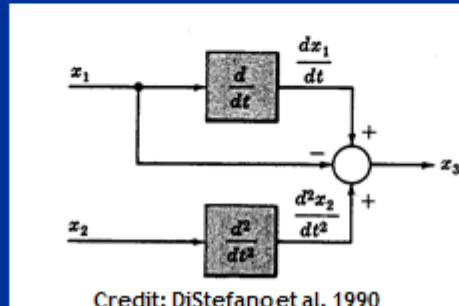 x₁
d/dt
dx₁/dt
+
−
x₃
+
d²x₂/dt²
x₂
d²/dt²
Credit: DiStefano et al. 1990